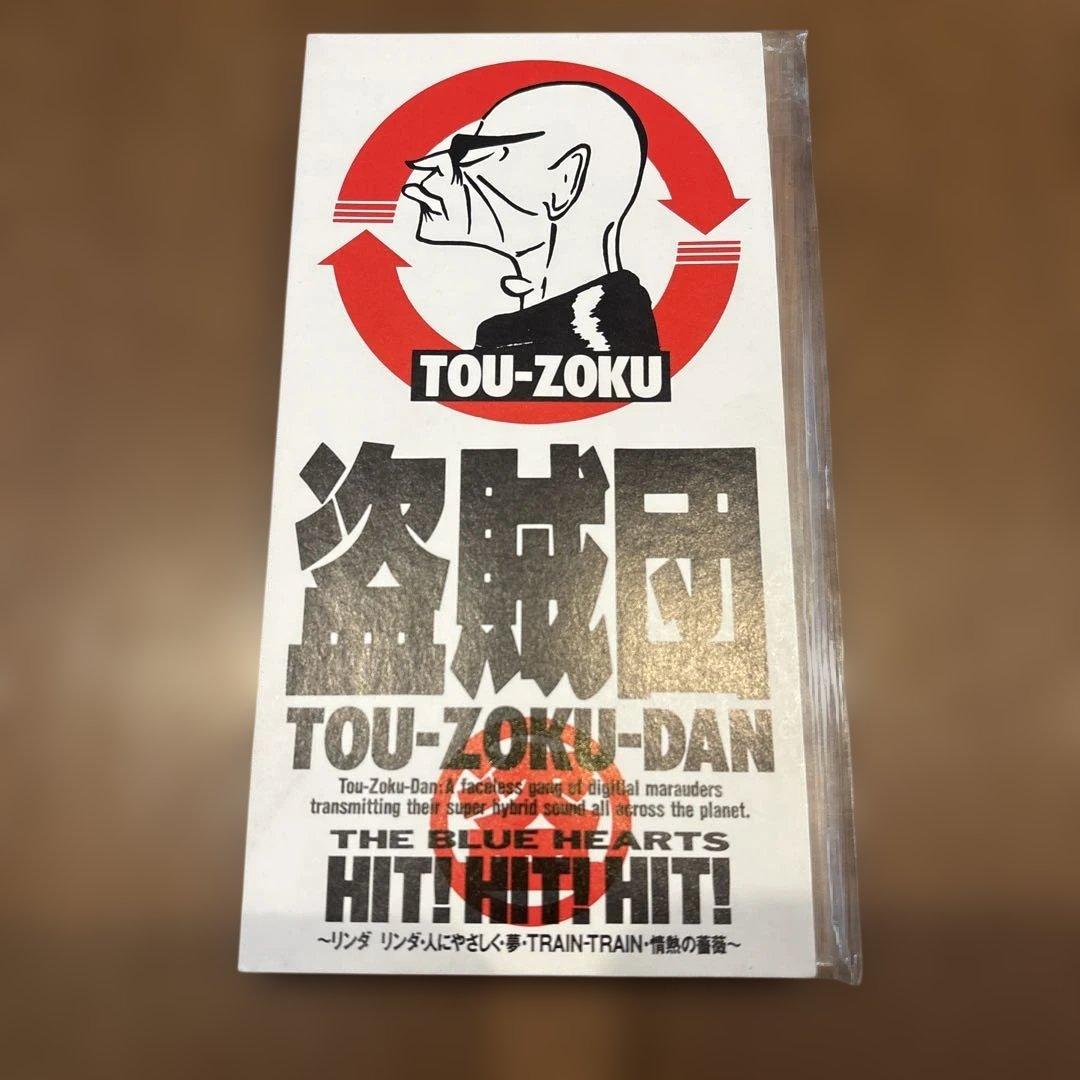 TOU-ZOKU
盗賊団
TOU-ZOKU-DAN
Tou-Zoku-Dan:A faceless gang of digitial marauders
transmitting their super hybrid sound all across the planet.
THE BLUE HEARTS
HIT! HIT! HIT!
〜リンダ リンダ・人にやさしく・夢・TRAIN-TRAIN・情熱の薔薇〜